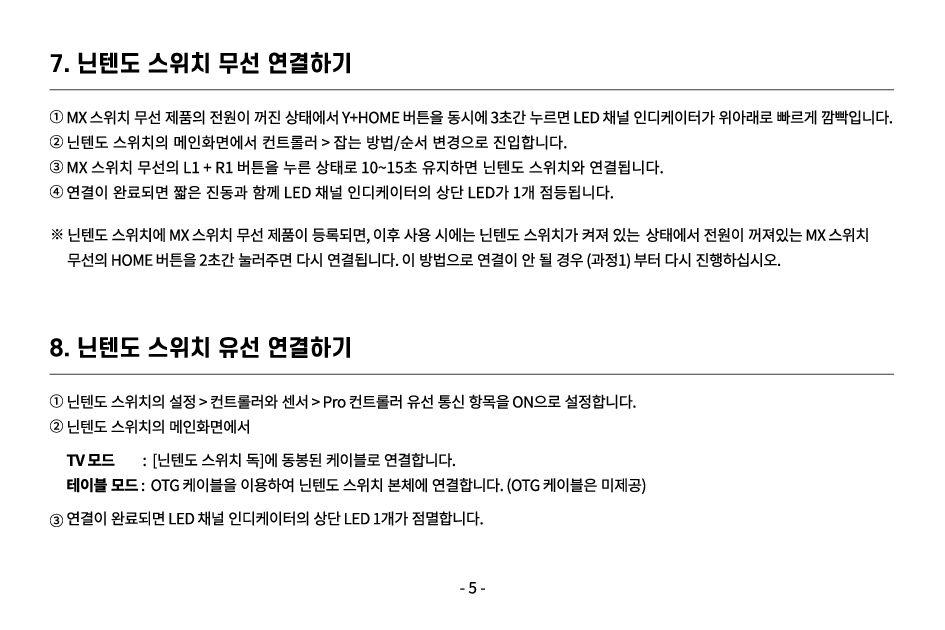 7. 닌텐도 스위치 무선 연결하기
① MX 스위치 무선 제품의 전원이 꺼진 상태에서 Y+HOME 버튼을 동시에 3초간 누르면 LED 채널 인디케이터가 위아래로 빠르게 깜빡입니다.
② 닌텐도 스위치의 메인화면에서 컨트롤러 > 잡는 방법/순서 변경으로 진입합니다.
③ MX 스위치 무선의 L1 + R1 버튼을 누른 상태로 10~15초 유지하면 닌텐도 스위치와 연결됩니다.
④ 연결이 완료되면 짧은 진동과 함께 LED 채널 인디케이터의 상단 LED가 1개 점등됩니다.
※ 닌텐도 스위치에 MX 스위치 무선 제품이 등록되면, 이후 사용 시에는 닌텐도 스위치가 켜져 있는 상태에서 전원이 꺼져있는 MX 스위치
무선의 HOME 버튼을 2초간 눌러주면 다시 연결됩니다. 이 방법으로 연결이 안 될 경우 (과정1) 부터 다시 진행하십시오.
8. 닌텐도 스위치 유선 연결하기
① 닌텐도 스위치의 설정 > 컨트롤러와 센서 > Pro 컨트롤러 유선 통신 항목을 ON으로 설정합니다.
② 닌텐도 스위치의 메인화면에서
TV 모드 : [닌텐도 스위치 독]에 동봉된 케이블로 연결합니다.
테이블 모드 : OTG 케이블을 이용하여 닌텐도 스위치 본체에 연결합니다. (OTG 케이블은 미제공)
③ 연결이 완료되면 LED 채널 인디케이터의 상단 LED 1개가 점멸합니다.
- 5 -